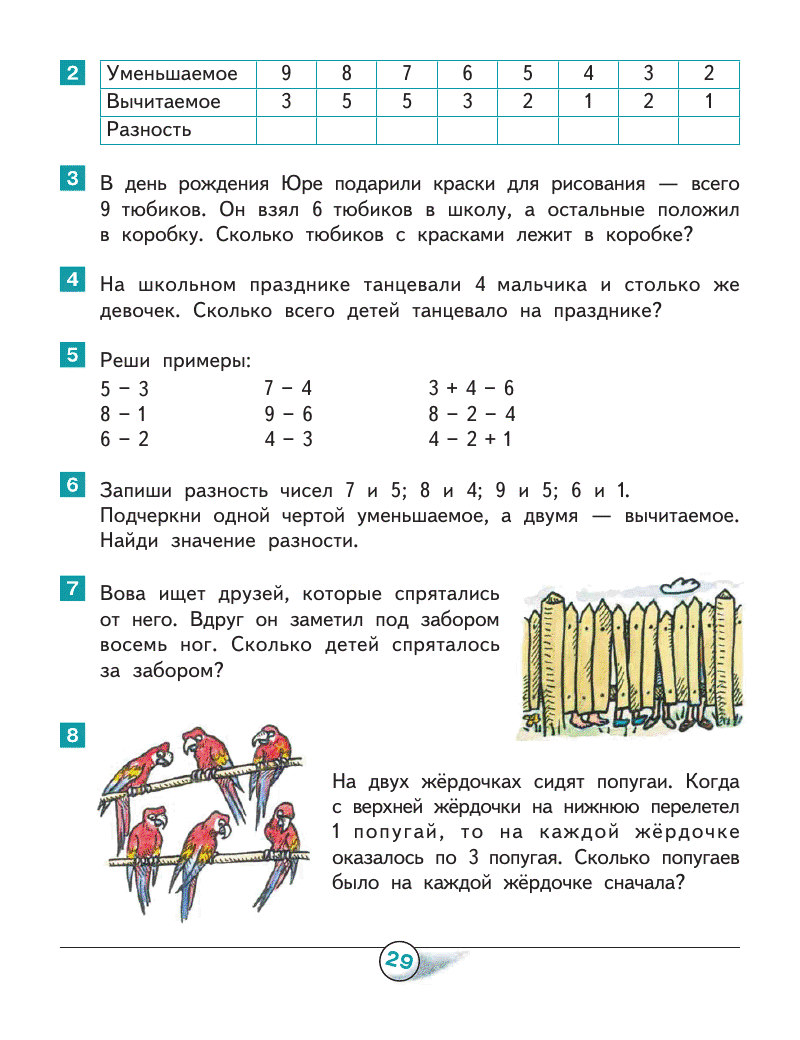 2
Уменьшаемое 9 8 7 6 5 4 3 2
Вычитаемое 3 5 5 3 2 1 2 1
Разность
3
В день рождения Юре подарили краски для рисования — всего
9 тюбиков. Он взял 6 тюбиков в школу, а остальные положил
в коробку. Сколько тюбиков с красками лежит в коробке?
4
На школьном празднике танцевали 4 мальчика и столько же
девочек. Сколько всего детей танцевало на празднике?
5
Реши примеры:
5 − 3 7 − 4 3 + 4 − 6
8 − 1 9 − 6 8 − 2 − 4
6 − 2 4 − 3 4 − 2 + 1
6
Запиши разность чисел 7 и 5; 8 и 4; 9 и 5; 6 и 1.
Подчеркни одной чертой уменьшаемое, а двумя — вычитаемое.
Найди значение разности.
7
Вова ищет друзей, которые спрятались
от него. Вдруг он заметил под забором
восемь ног. Сколько детей спряталось
за забором?
8
На двух жёрдочках сидят попугаи. Когда
с верхней жёрдочки на нижнюю перелетел
1 попугай, то на каждой жёрдочке
оказалось по 3 попугая. Сколько попугаев
было на каждой жёрдочке сначала?
29